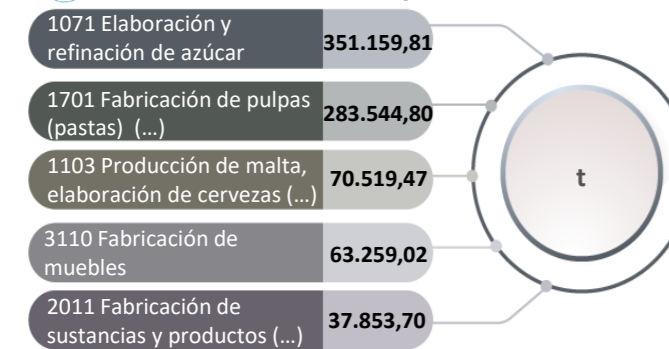 1071 Elaboración y
refinación de azúcar
351.159,81
1701 Fabricación de pulpas
(pastas) (...)
283.544,80
1103 Producción de malta,
elaboración de cervezas (...)
70.519,47
3110 Fabricación de
muebles
63.259,02
2011 Fabricación de
sustancias y productos (...)
37.853,70
t